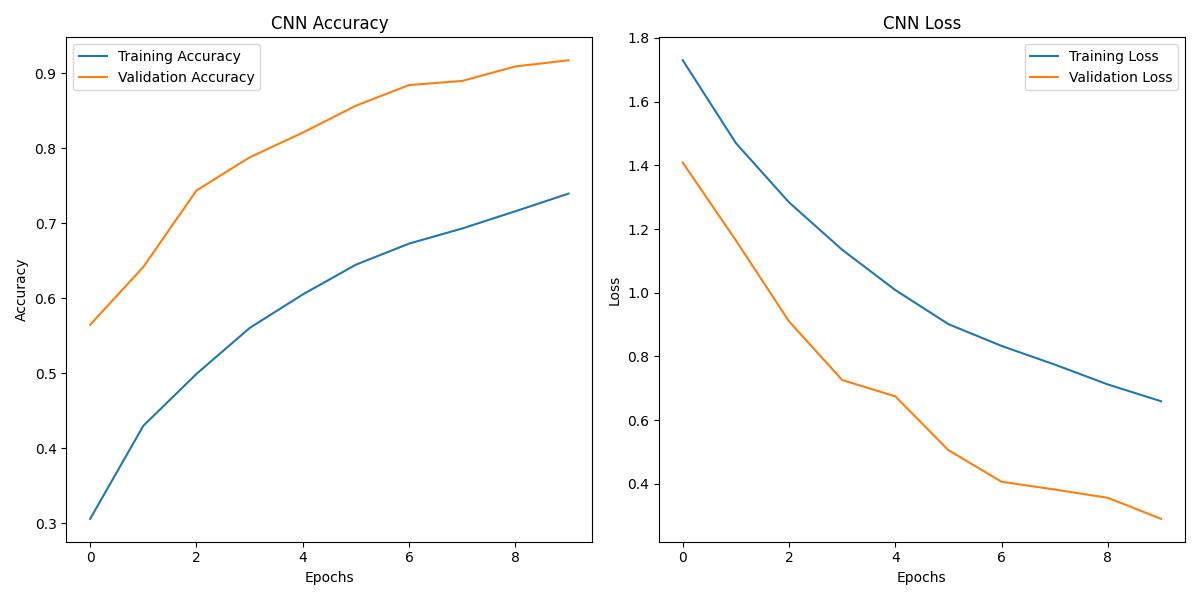 CNN Accuracy
Training Accuracy
Validation Accuracy
0.9
0.8
0.7
0.6
0.5
0.4
0.3
Accuracy
0 2 4 6 8
Epochs
CNN Loss
Training Loss
Validation Loss
1.8
1.6
1.4
1.2
1.0
0.8
0.6
0.4
Loss
0 2 4 6 8
Epochs